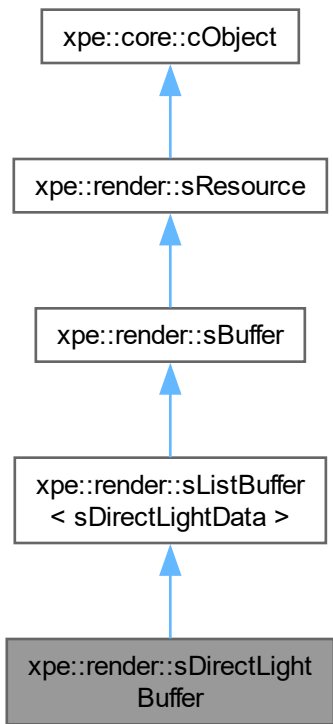 xpe::core::cObject
xpe::render::sResource
xpe::render::sBuffer
xpe::render::sListBuffer
< sDirectLightData >
xpe::render::sDirectLight
Buffer